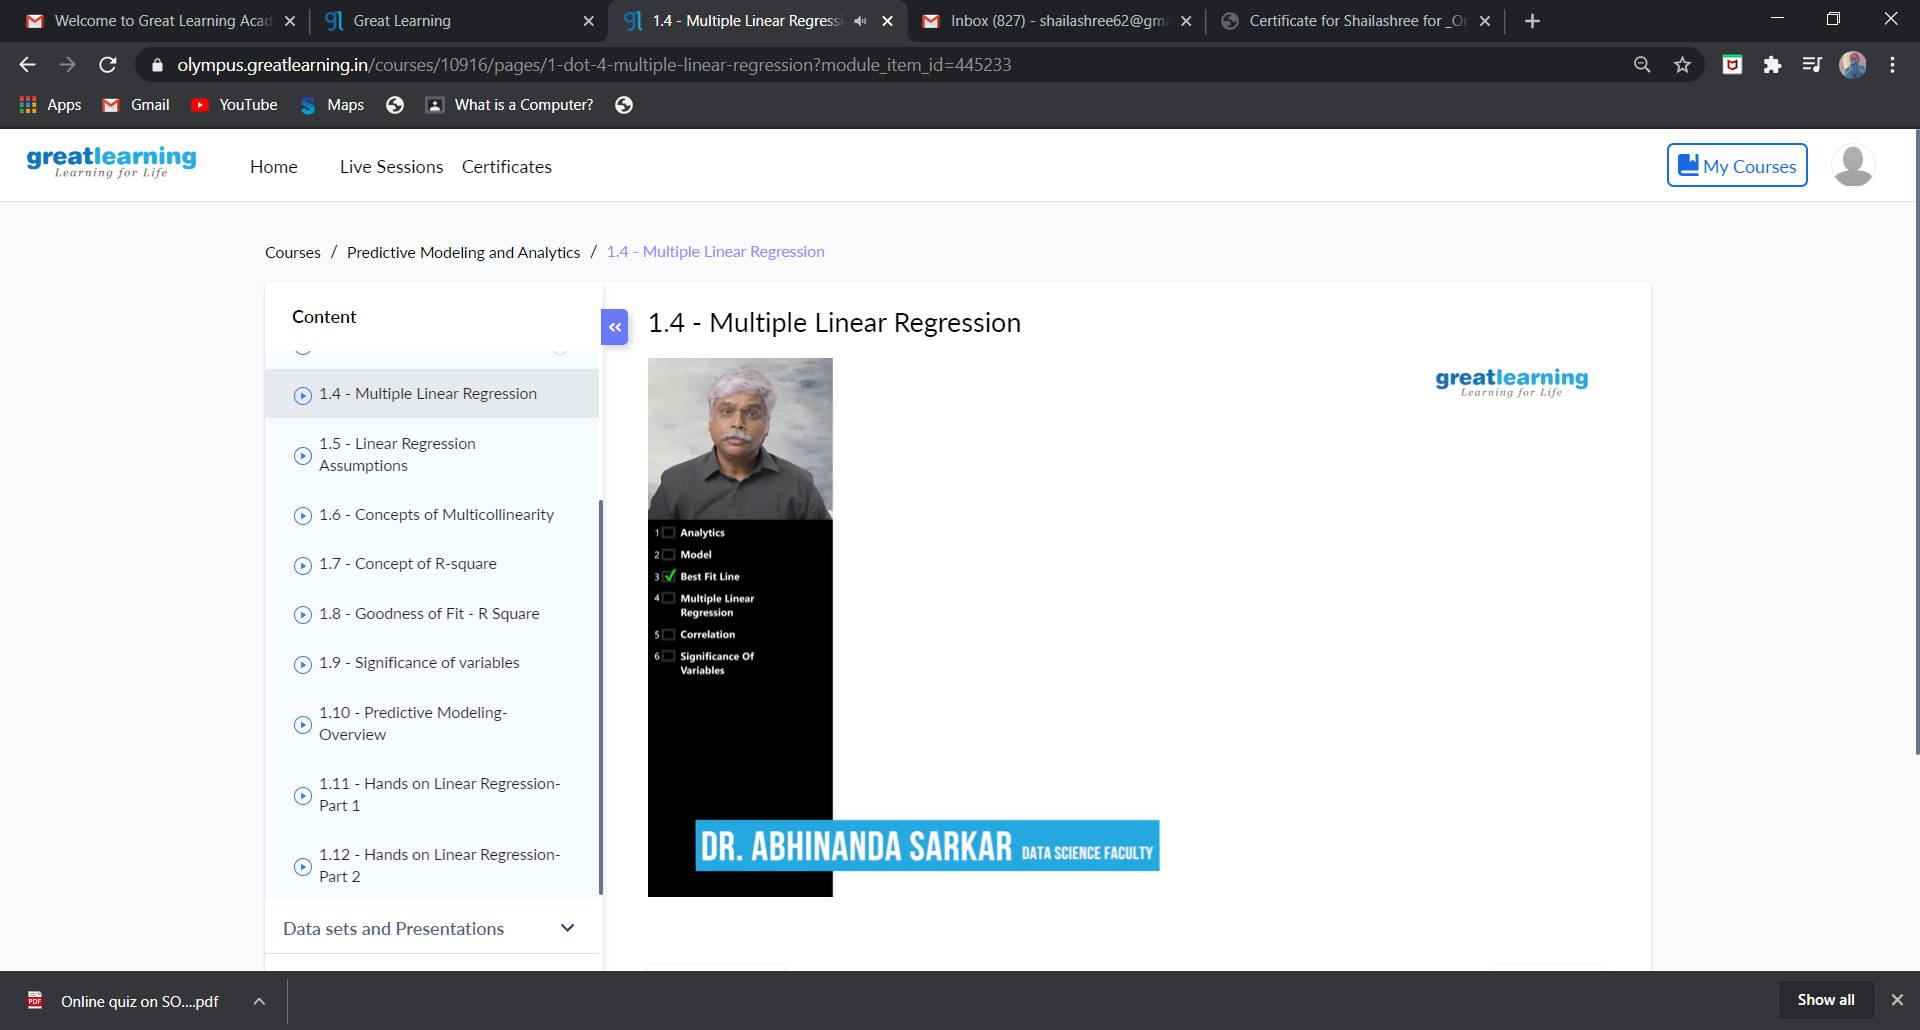 Welcome to Great Learning Acad
Great Learning
1.4 - Multiple Linear Regressi
Inbox (827) - shailashree62@gma
Certificate for Shailashree for _Or
olympus.greatlearning.in/courses/10916/pages/1-dot-4-multiple-linear-regression?module_item_id=445233
Apps
Gmail
YouTube
Maps
What is a Computer?
greatlearning
Learning for Life
Home
Live Sessions
Certificates
My Courses
Courses / Predictive Modeling and Analytics / 1.4 - Multiple Linear Regression
Content
1.4 - Multiple Linear Regression
1.5 - Linear Regression
Assumptions
1.6 - Concepts of Multicollinearity
1.7 - Concept of R-square
1.8 - Goodness of Fit - R Square
1.9 - Significance of variables
1.10 - Predictive Modeling-
Overview
1.11 - Hands on Linear Regression-
Part 1
1.12 - Hands on Linear Regression-
Part 2
Data sets and Presentations
1.4 - Multiple Linear Regression
greatlearning
Learning for Life
1 Analytics
2 Model
3 Best Fit Line
4 Multiple Linear
Regression
5 Correlation
6 Significance Of
Variables
DR. ABHINANDA SARKAR DATA SCIENCE FACULTY
PDF
Online quiz on SO....pdf
Show all